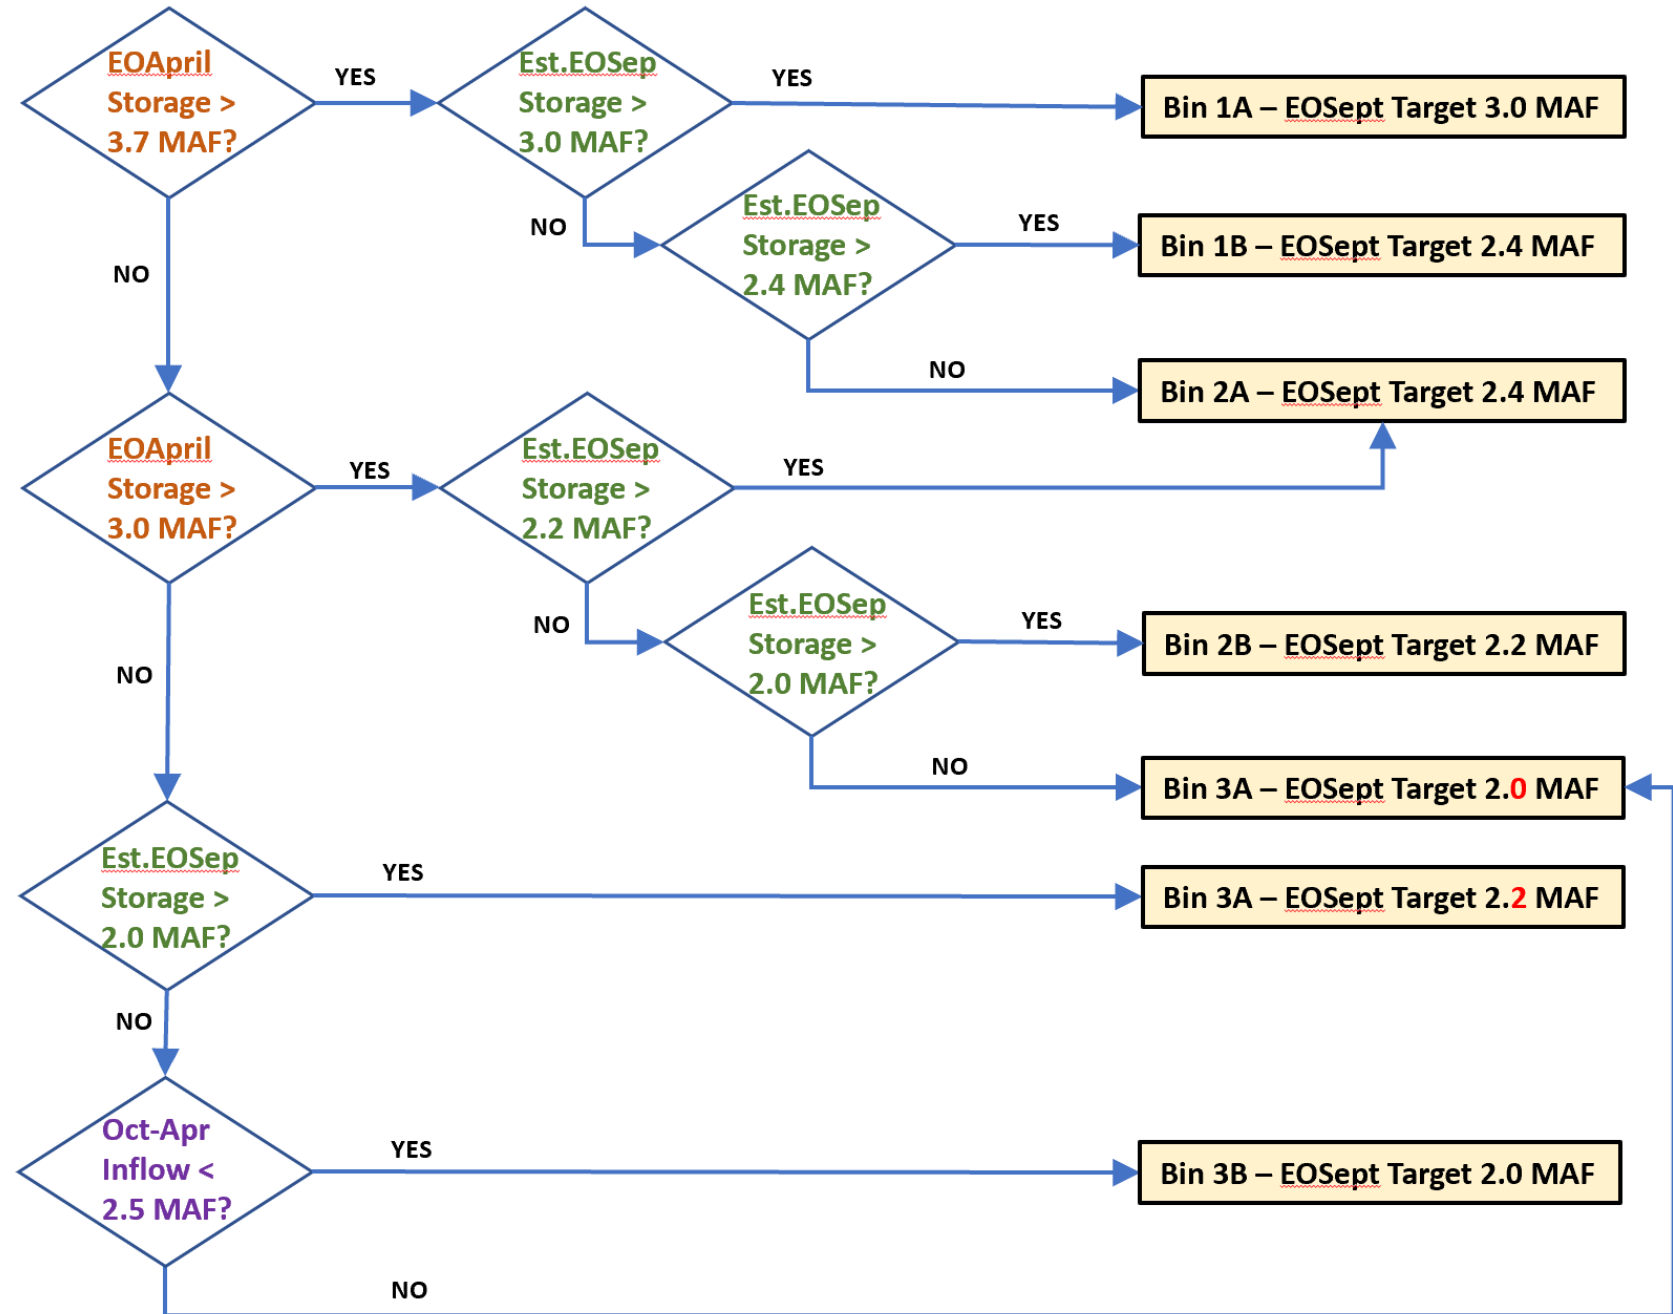 EOApril
Storage >
3.7 MAF?
YES
Est.EOSep
Storage >
3.0 MAF?
YES
Bin 1A – EOSept Target 3.0 MAF
NO
Est.EOSep
Storage >
2.4 MAF?
YES
Bin 1B – EOSept Target 2.4 MAF
NO
NO
Bin 2A – EOSept Target 2.4 MAF
EOApril
Storage >
3.0 MAF?
YES
Est.EOSep
Storage >
2.2 MAF?
YES
NO
Est.EOSep
Storage >
2.0 MAF?
YES
Bin 2B – EOSept Target 2.2 MAF
NO
NO
Bin 3A – EOSept Target 2.0 MAF
Est.EOSep
Storage >
2.0 MAF?
YES
Bin 3A – EOSept Target 2.2 MAF
NO
Oct-Apr
Inflow <
2.5 MAF?
YES
Bin 3B – EOSept Target 2.0 MAF
NO